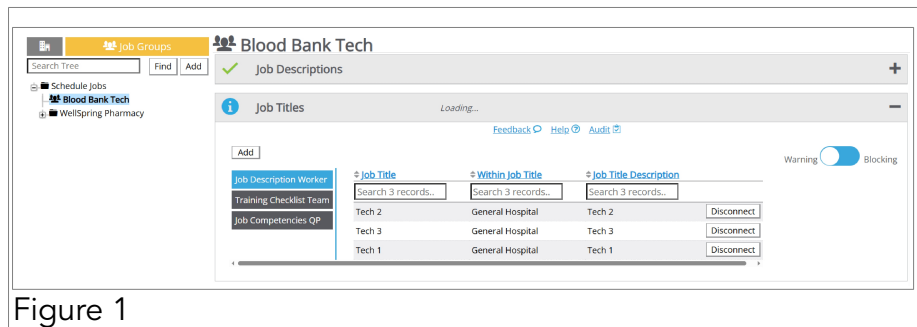 Job Groups
Blood Bank Tech
Search Tree
Find
Add
Job Descriptions
Schedule Jobs
Blood Bank Tech
WellSpring Pharmacy
Job Titles
Loading...
Feedback Help Audit
Add
Warning Blocking
Job Description Worker
Training Checklist Team
Job Competencies QP
Job Title Within Job Title Job Title Description
Search 3 records.. Search 3 records.. Search 3 records..
Tech 2 General Hospital Tech 2 Disconnect
Tech 3 General Hospital Tech 3 Disconnect
Tech 1 General Hospital Tech 1 Disconnect
Figure 1